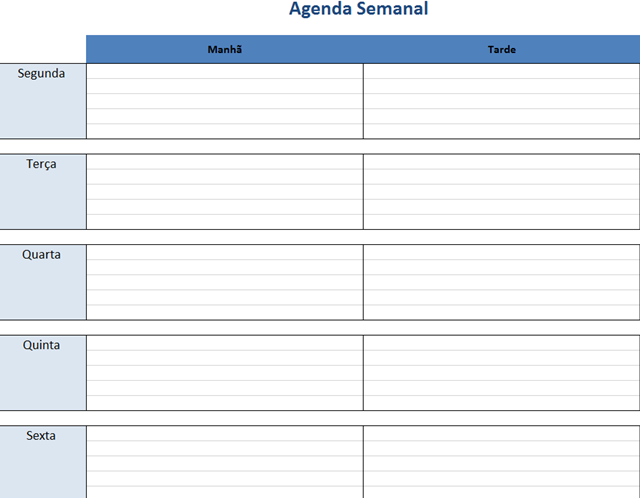 Agenda Semanal
Manhã Tarde
Segunda
Terça
Quarta
Quinta
Sexta